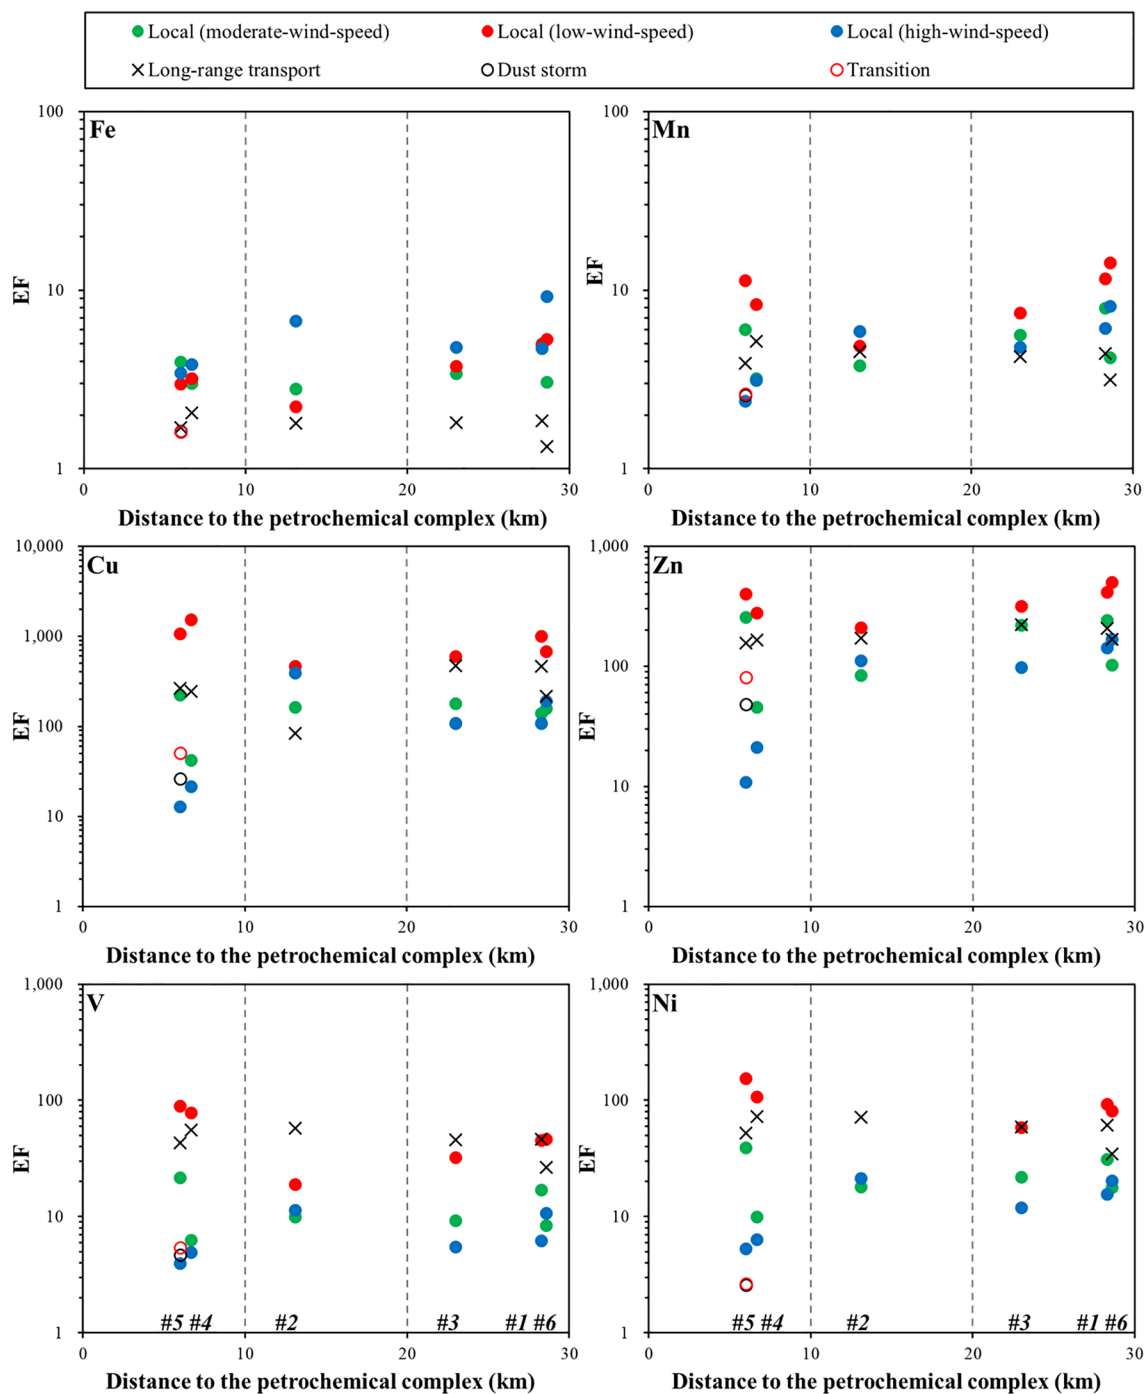 Local (moderate-wind-speed) Local (low-wind-speed) Local (high-wind-speed)
Long-range transport Dust storm Transition
Fe
100
10
1
EF
0 10 20 30
Distance to the petrochemical complex (km)
Mn
100
10
1
EF
0 10 20 30
Distance to the petrochemical complex (km)
Cu
10,000
1,000
100
10
1
EF
0 10 20 30
Distance to the petrochemical complex (km)
Zn
1,000
100
10
1
EF
0 10 20 30
Distance to the petrochemical complex (km)
V
1,000
100
10
1
EF
#5 #4 #2 #3 #1 #6
0 10 20 30
Distance to the petrochemical complex (km)
Ni
1,000
100
10
1
EF
#5 #4 #2 #3 #1 #6
0 10 20 30
Distance to the petrochemical complex (km)